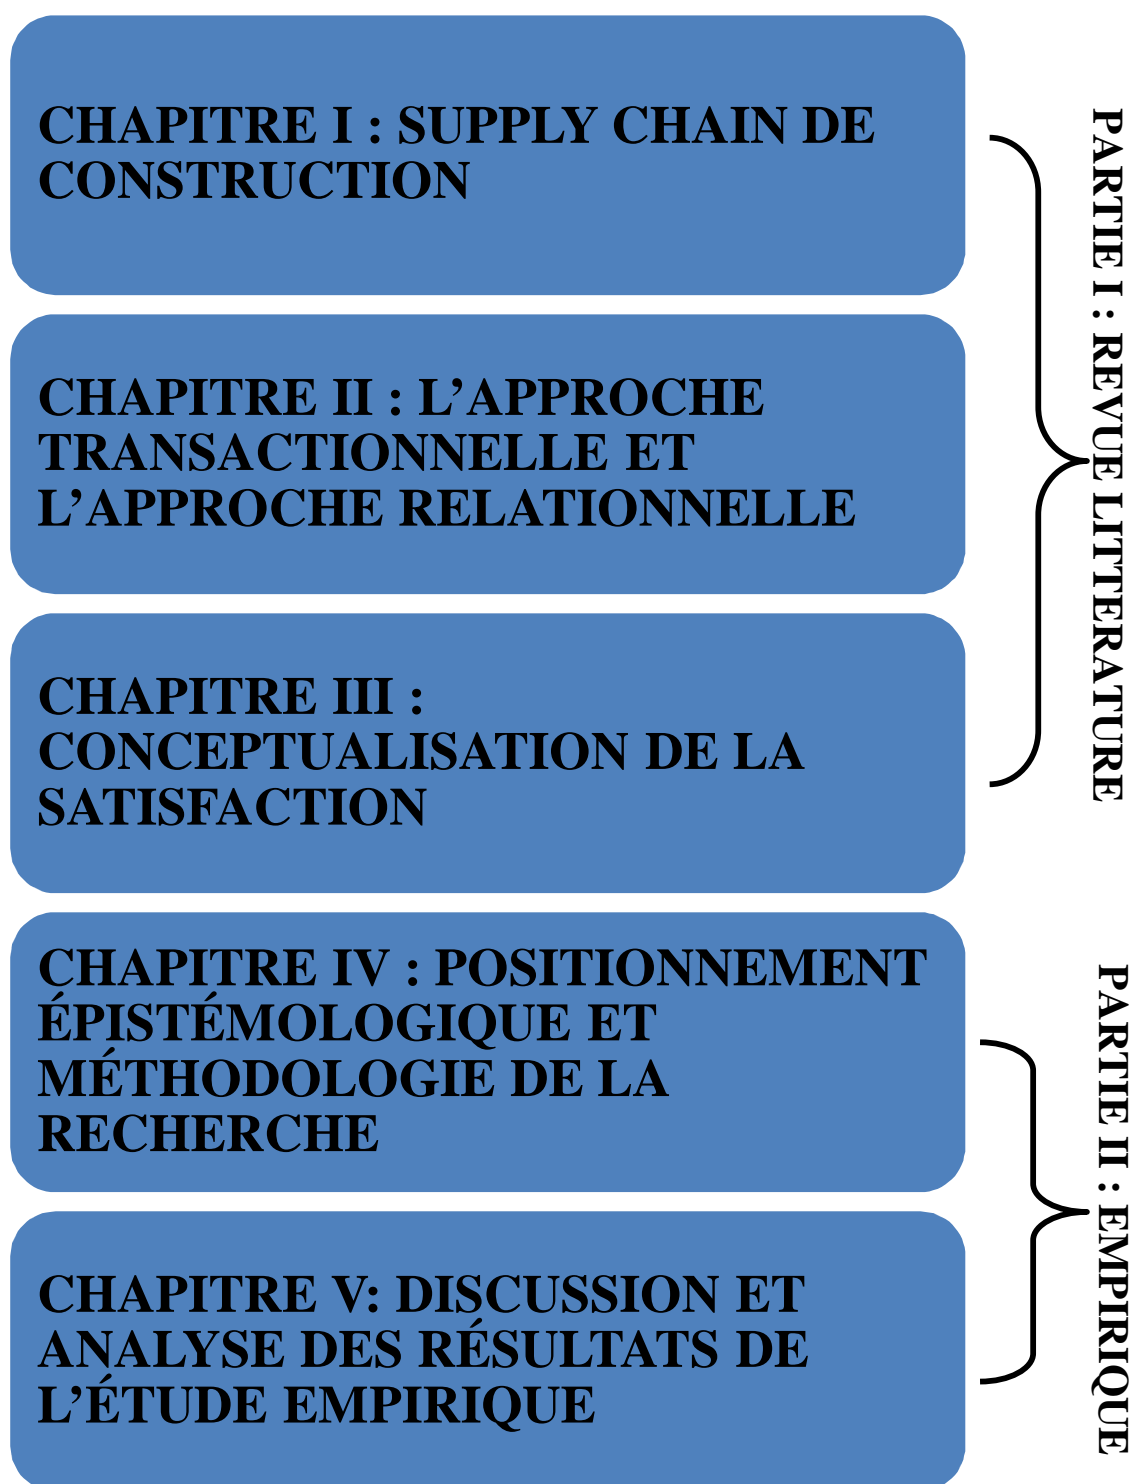 CHAPITRE I : SUPPLY CHAIN DE
CONSTRUCTION
CHAPITRE II : L’APPROCHE
TRANSACTIONNELLE ET
L’APPROCHE RELATIONNELLE
CHAPITRE III :
CONCEPTUALISATION DE LA
SATISFACTION
PARTIE I : REVUE LITTERATURE
CHAPITRE IV : POSITIONNEMENT
ÉPISTÉMOLOGIQUE ET
MÉTHODOLOGIE DE LA
RECHERCHE
CHAPITRE V: DISCUSSION ET
ANALYSE DES RÉSULTATS DE
L’ÉTUDE EMPIRIQUE
PARTIE II : EMPIRIQUE